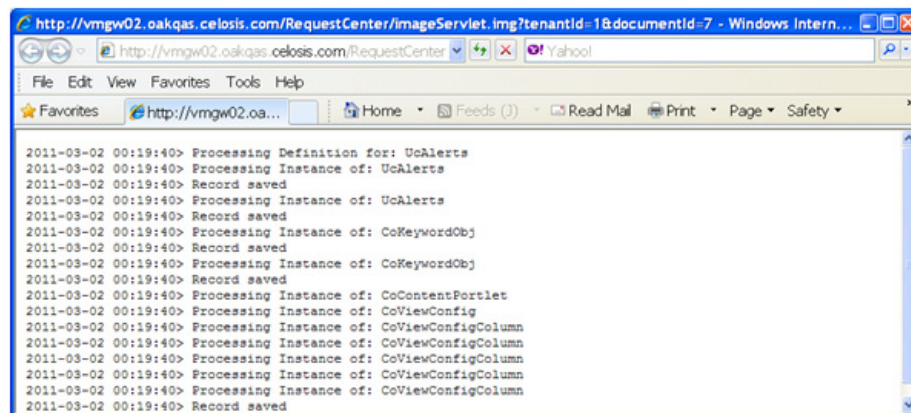 http://vmgw02.oakqas.celosis.com/RequestCenter/imageServlet.img?tenantId=1&documentId=7 - Windows Intern...
http://vmgw02.oakqas.celosis.com/RequestCenter
Yahoo!
File Edit View Favorites Tools Help
Favorites http://vmgw02.oa... Home Feeds (J) Read Mail Print Page Safety
2011-03-02 00:19:40> Processing Definition for: UcAlerts
2011-03-02 00:19:40> Processing Instance of: UcAlerts
2011-03-02 00:19:40> Record saved
2011-03-02 00:19:40> Processing Instance of: UcAlerts
2011-03-02 00:19:40> Record saved
2011-03-02 00:19:40> Processing Instance of: CoKeywordObj
2011-03-02 00:19:40> Record saved
2011-03-02 00:19:40> Processing Instance of: CoKeywordObj
2011-03-02 00:19:40> Record saved
2011-03-02 00:19:40> Processing Instance of: CoContentPortlet
2011-03-02 00:19:40> Processing Instance of: CoViewConfig
2011-03-02 00:19:40> Processing Instance of: CoViewConfigColumn
2011-03-02 00:19:40> Processing Instance of: CoViewConfigColumn
2011-03-02 00:19:40> Processing Instance of: CoViewConfigColumn
2011-03-02 00:19:40> Processing Instance of: CoViewConfigColumn
2011-03-02 00:19:40> Processing Instance of: CoViewConfigColumn
2011-03-02 00:19:40> Record saved